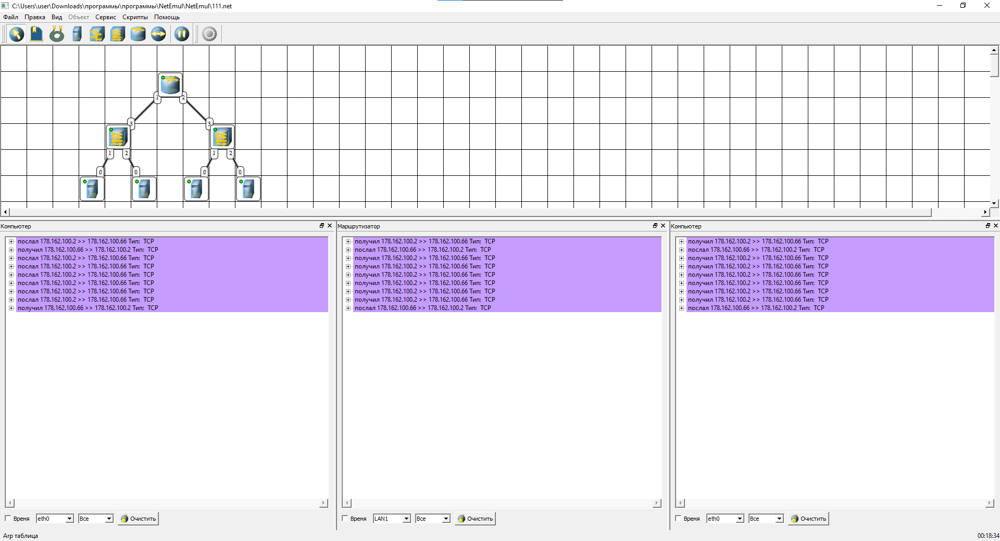 C:\Users\user\Downloads\программы\программы\NetEmul\NetEmul\111.net
Файл Правка Вид Объект Сервис Скрипты Помощь
1 2
3 3
1 2 1 2
0 0 0 0
Компьютер
послал 178.162.100.2 >> 178.162.100.66 Тип: TCP
получил 178.162.100.66 >> 178.162.100.2 Тип: TCP
послал 178.162.100.2 >> 178.162.100.66 Тип: TCP
послал 178.162.100.2 >> 178.162.100.66 Тип: TCP
послал 178.162.100.2 >> 178.162.100.66 Тип: TCP
послал 178.162.100.2 >> 178.162.100.66 Тип: TCP
послал 178.162.100.2 >> 178.162.100.66 Тип: TCP
послал 178.162.100.2 >> 178.162.100.66 Тип: TCP
получил 178.162.100.66 >> 178.162.100.2 Тип: TCP
Время eth0 Все Очистить
Маршрутизатор
получил 178.162.100.2 >> 178.162.100.66 Тип: TCP
послал 178.162.100.66 >> 178.162.100.2 Тип: TCP
получил 178.162.100.2 >> 178.162.100.66 Тип: TCP
получил 178.162.100.2 >> 178.162.100.66 Тип: TCP
получил 178.162.100.2 >> 178.162.100.66 Тип: TCP
получил 178.162.100.2 >> 178.162.100.66 Тип: TCP
получил 178.162.100.2 >> 178.162.100.66 Тип: TCP
получил 178.162.100.2 >> 178.162.100.66 Тип: TCP
послал 178.162.100.66 >> 178.162.100.2 Тип: TCP
Время LAN1 Все Очистить
Компьютер
получил 178.162.100.2 >> 178.162.100.66 Тип: TCP
послал 178.162.100.66 >> 178.162.100.2 Тип: TCP
получил 178.162.100.2 >> 178.162.100.66 Тип: TCP
получил 178.162.100.2 >> 178.162.100.66 Тип: TCP
получил 178.162.100.2 >> 178.162.100.66 Тип: TCP
получил 178.162.100.2 >> 178.162.100.66 Тип: TCP
получил 178.162.100.2 >> 178.162.100.66 Тип: TCP
получил 178.162.100.2 >> 178.162.100.66 Тип: TCP
послал 178.162.100.66 >> 178.162.100.2 Тип: TCP
Время eth0 Все Очистить
Arp таблица
00:18:34